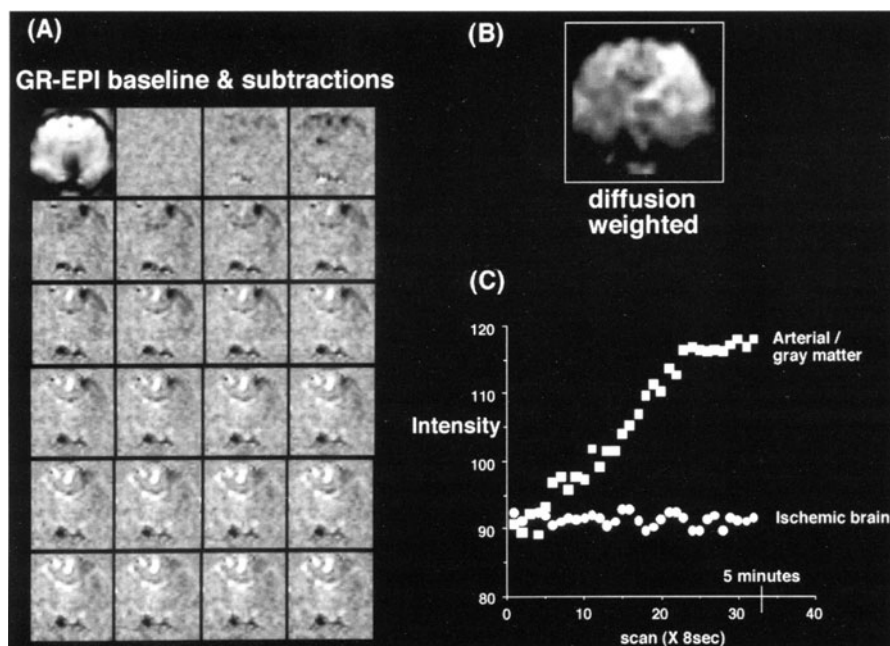 (A)
GR-EPI baseline & subtractions
(B)
diffusion
weighted
(C)
120
110
100
90
80
Intensity
Arterial /
gray matter
Ischemic brain
5 minutes
0
10
20
30
40
scan (X 8sec)